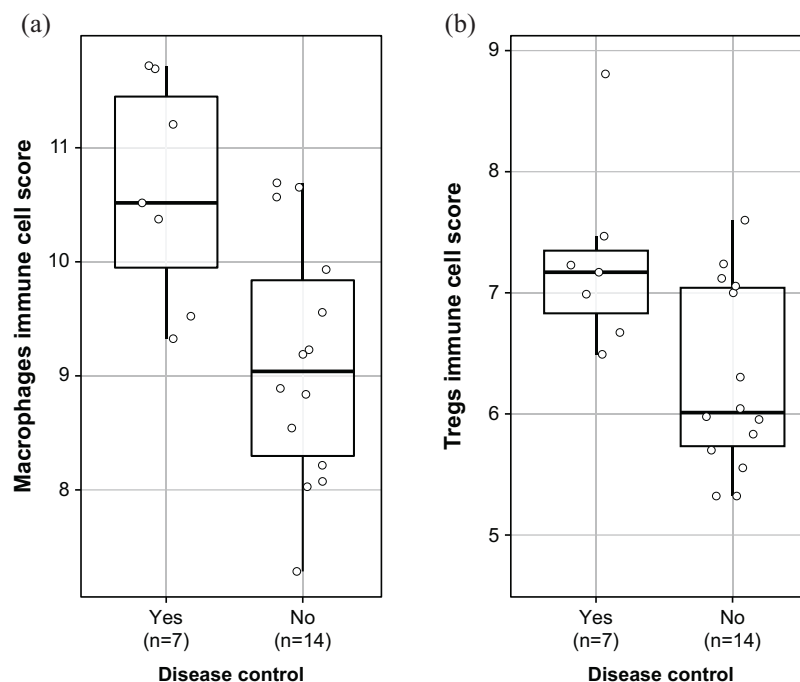 (a)
Macrophages immune cell score
11
10
9
8
Yes
(n=7)
No
(n=14)
Disease control
(b)
Tregs immune cell score
9
8
7
6
5
Yes
(n=7)
No
(n=14)
Disease control